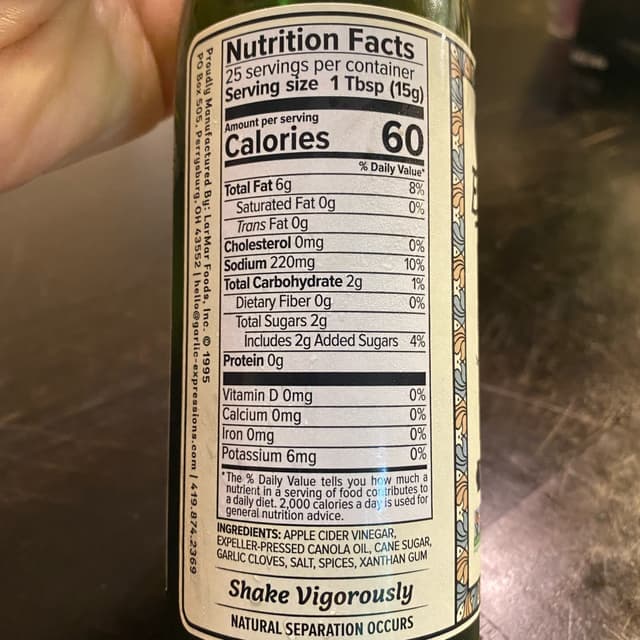 Nutrition Facts
25 servings per container
Serving size 1 Tbsp (15g)
Amount per serving
Calories 60
% Daily Value*
Total Fat 6g 8%
Saturated Fat 0g 0%
Trans Fat 0g
Cholesterol 0mg 0%
Sodium 220mg 10%
Total Carbohydrate 2g 1%
Dietary Fiber 0g 0%
Total Sugars 2g
Includes 2g Added Sugars 4%
Protein 0g
Vitamin D 0mg 0%
Calcium 0mg 0%
Iron 0mg 0%
Potassium 6mg 0%
*The % Daily Value tells you how much a
nutrient in a serving of food contributes to
a daily diet. 2,000 calories a day is used for
general nutrition advice.
INGREDIENTS: APPLE CIDER VINEGAR,
EXPELLER-PRESSED CANOLA OIL, CANE SUGAR,
GARLIC CLOVES, SALT, SPICES, XANTHAN GUM
Shake Vigorously
NATURAL SEPARATION OCCURS
Proudly Manufactured By: LarMar Foods, Inc. © 1995
PO Box 505, Perrysburg, OH 43552 | hello@garlic-expressions.com | 419.874.2369